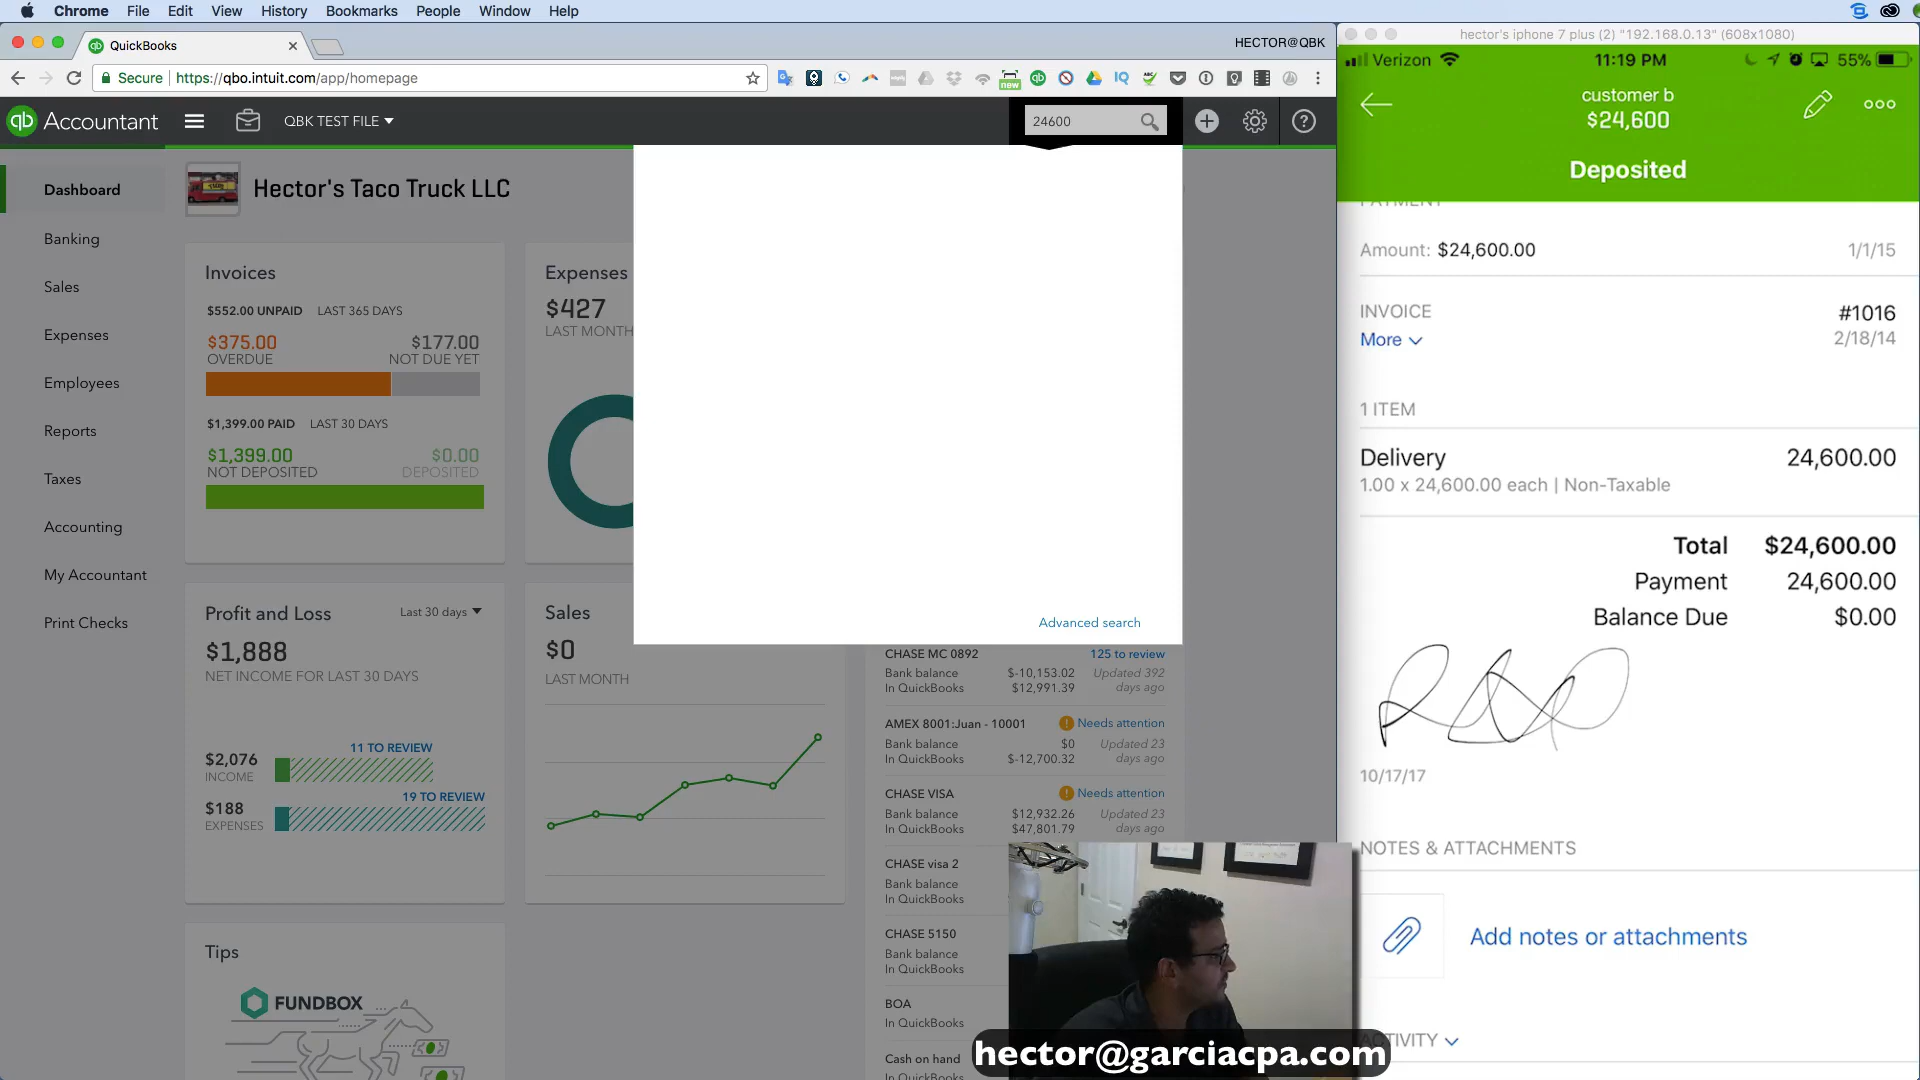 Chrome File Edit View History Bookmarks People Window Help
QuickBooks
HECTOR@QBK
Secure https://qbo.intuit.com/app/homepage
new
IQ
qb Accountant
QBK TEST FILE
24600
Dashboard
Banking
Sales
Expenses
Employees
Reports
Taxes
Accounting
My Accountant
Print Checks
Hector's Taco Truck LLC
Invoices
$552.00 UNPAID LAST 365 DAYS
$375.00 $177.00
OVERDUE NOT DUE YET
$1,399.00 PAID LAST 30 DAYS
$1,399.00 $0.00
NOT DEPOSITED DEPOSITED
Expenses
$427
LAST MONTH
Advanced search
Profit and Loss Last 30 days
$1,888
NET INCOME FOR LAST 30 DAYS
11 TO REVIEW
$2,076
INCOME
19 TO REVIEW
$188
EXPENSES
Sales
$0
LAST MONTH
CHASE MC 0892 125 to review
Bank balance $-10,153.02 Updated 392
In QuickBooks $12,991.39 days ago
AMEX 8001:Juan - 10001 Needs attention
Bank balance $0 Updated 23
In QuickBooks $-12,700.32 days ago
CHASE VISA Needs attention
Bank balance $12,932.26 Updated 23
In QuickBooks $47,801.79 days ago
CHASE visa 2
Bank balance
In QuickBooks
CHASE 5150
Bank balance
In QuickBooks
BOA
In QuickBooks
Cash on hand
In QuickBooks
Tips
FUNDBOX
hector's iphone 7 plus (2) "192.168.0.13" (608x1080)
Verizon 11:19 PM 55%
customer b
$24,600
Deposited
PAYMENT
Amount: $24,600.00 1/1/15
INVOICE #1016
More 2/18/14
1 ITEM
Delivery 24,600.00
1.00 x 24,600.00 each | Non-Taxable
Total $24,600.00
Payment 24,600.00
Balance Due $0.00
10/17/17
NOTES & ATTACHMENTS
Add notes or attachments
CTIVITY
hector@garciacpa.com